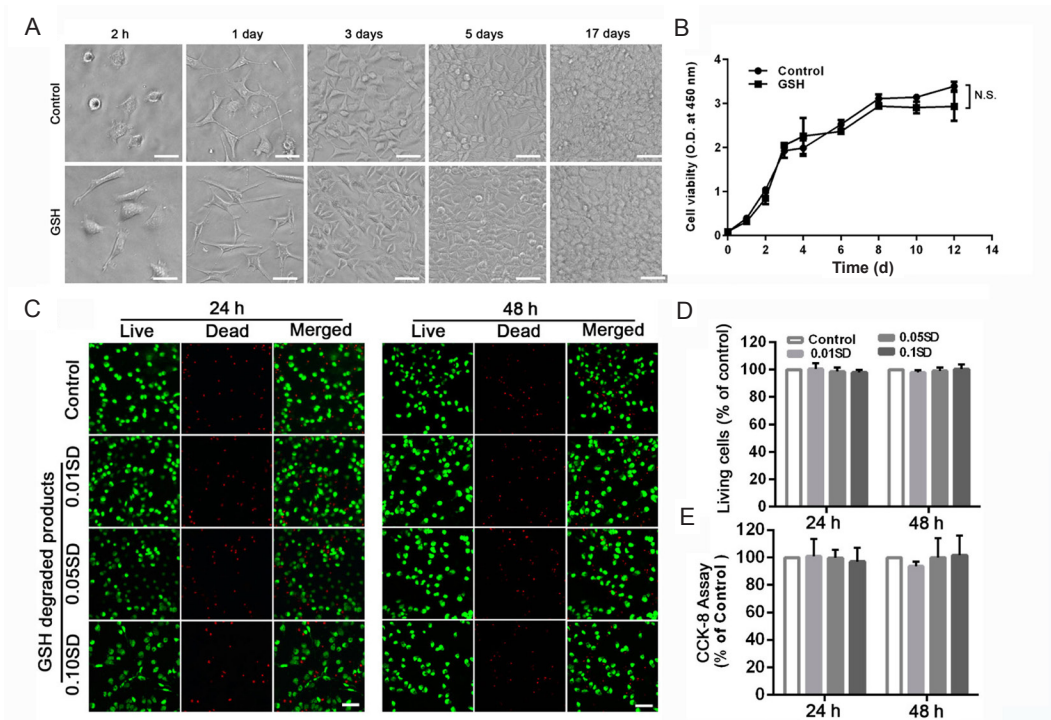 A
2 h 1 day 3 days 5 days 17 days
Control
GSH
B
Control
GSH
N.S.
Cell viabilty (O.D. at 450 nm)
4
3
2
1
0
0 2 4 6 8 10 12 14
Time (d)
C
24 h 48 h
Live Dead Merged Live Dead Merged
Control
GSH degraded products
0.01SD
0.05SD
0.10SD
D
Control 0.05SD
0.01SD 0.1SD
Living cells (% of control)
120
100
80
60
40
20
0
24 h 48 h
E
CCK-8 Assay
(% of Control)
120
100
80
60
40
20
0
24 h 48 h